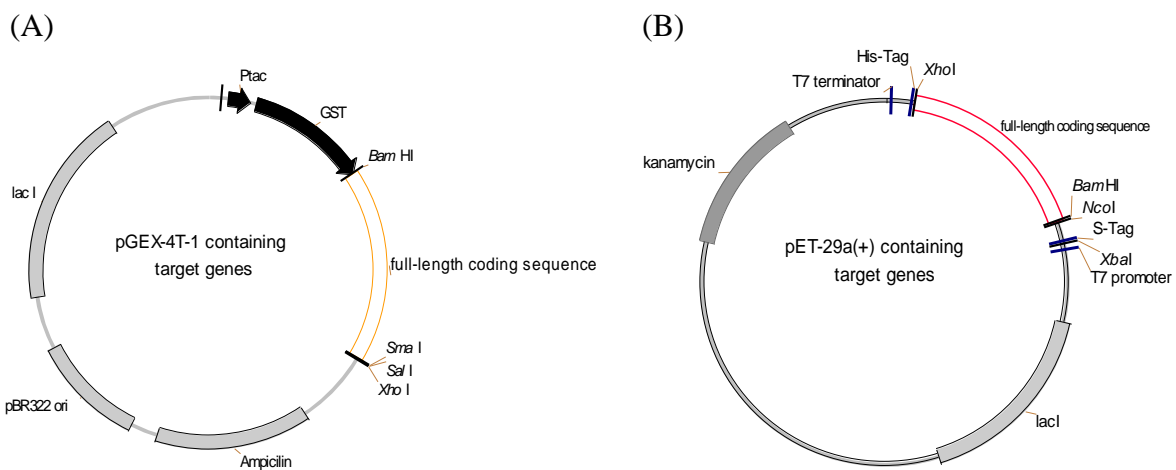 (A)
Ptac
GST
Bam HI
lac I
pGEX-4T-1 containing
target genes
full-length coding sequence
Sma I
Sal I
Xho I
pBR322 ori
Ampicilin
(B)
His-Tag
XhoI
T7 terminator
full-length coding sequence
kanamycin
BamHI
NcoI
S-Tag
XbaI
T7 promoter
pET-29a(+) containing
target genes
lacI